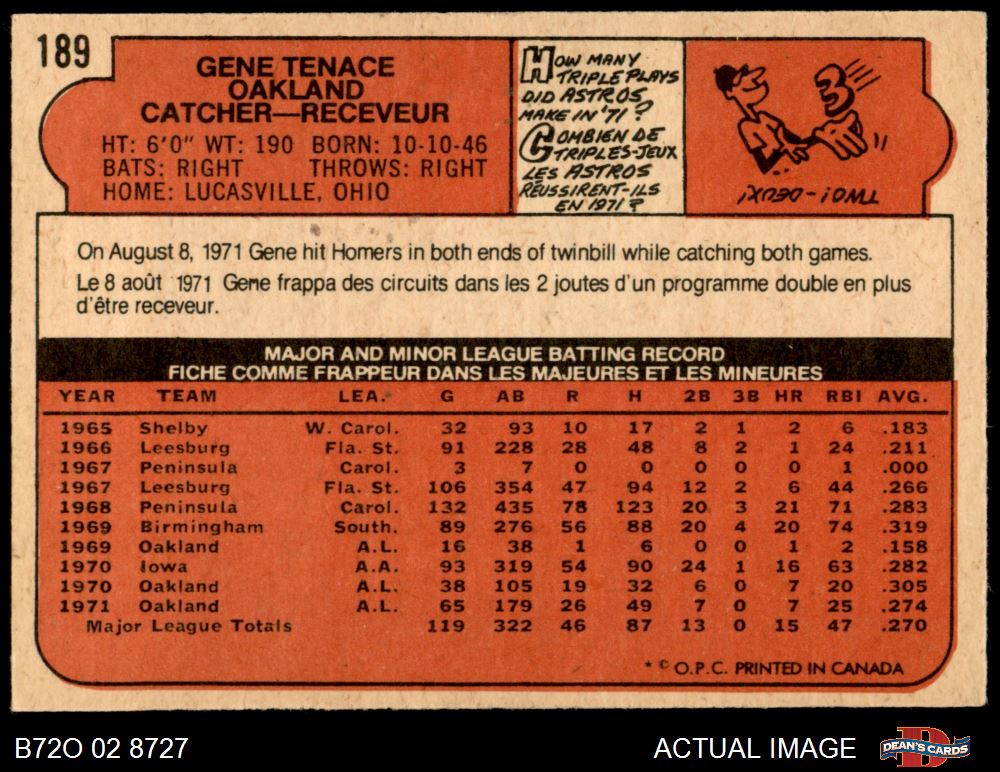 189
GENE TENACE
OAKLAND
CATCHER—RECEVEUR
HT: 6'0" WT: 190 BORN: 10-10-46
BATS: RIGHT THROWS: RIGHT
HOME: LUCASVILLE, OHIO
HOW MANY
TRIPLE PLAYS
DID ASTROS
MAKE IN '71?
COMBIEN DE
TRIPLES-JEUX
LES ASTROS
RÉUSSIRENT-ILS
EN 1971?
3
TWO! - DEUX!
On August 8, 1971 Gene hit Homers in both ends of twinbill while catching both games.
Le 8 août 1971 Gene frappa des circuits dans les 2 joutes d'un programme double en plus
d'être receveur.
MAJOR AND MINOR LEAGUE BATTING RECORD
FICHE COMME FRAPPEUR DANS LES MAJEURES ET LES MINEURES
YEAR TEAM LEA. G AB R H 2B 3B HR RBI AVG.
1965 Shelby W. Carol. 32 93 10 17 2 1 2 6 .183
1966 Leesburg Fla. St. 91 228 28 48 8 2 1 24 .211
1967 Peninsula Carol. 3 7 0 0 0 0 0 1 .000
1967 Leesburg Fla. St. 106 354 47 94 12 2 6 44 .266
1968 Peninsula Carol. 132 435 78 123 20 3 21 71 .283
1969 Birmingham South. 89 276 56 88 20 4 20 74 .319
1969 Oakland A.L. 16 38 1 6 0 0 1 2 .158
1970 Iowa A.A. 93 319 54 90 24 1 16 63 .282
1970 Oakland A.L. 38 105 19 32 6 0 7 20 .305
1971 Oakland A.L. 65 179 26 49 7 0 7 25 .274
Major League Totals 119 322 46 87 13 0 15 47 .270
* © O.P.C. PRINTED IN CANADA
B72O 02 8727
ACTUAL IMAGE
DEAN'S CARDS